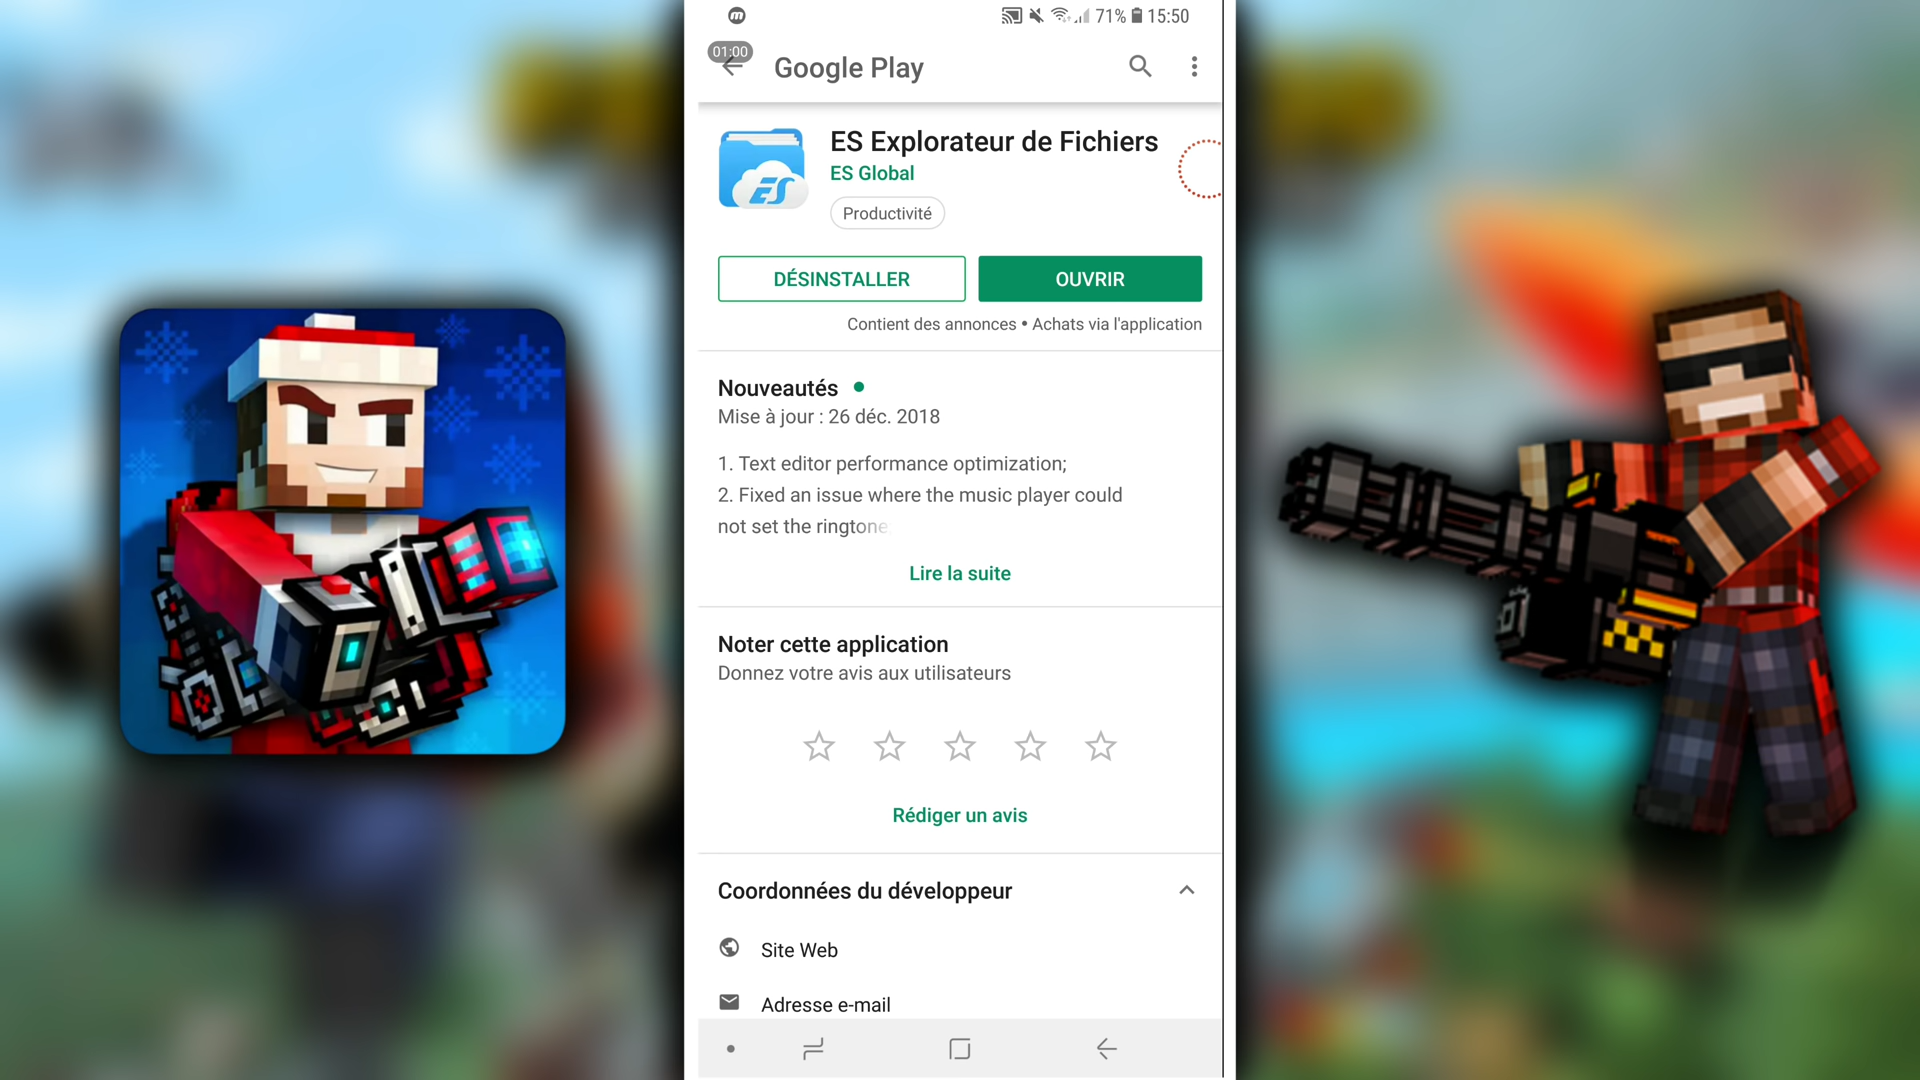 71% 15:50
01:00
Google Play
ES Explorateur de Fichiers
ES Global
ES
Productivité
DÉSINSTALLER
OUVRIR
Contient des annonces • Achats via l'application
Nouveautés
Mise à jour : 26 déc. 2018
1. Text editor performance optimization;
2. Fixed an issue where the music player could
not set the ringtone
Lire la suite
Noter cette application
Donnez votre avis aux utilisateurs
Rédiger un avis
Coordonnées du développeur
Site Web
Adresse e-mail